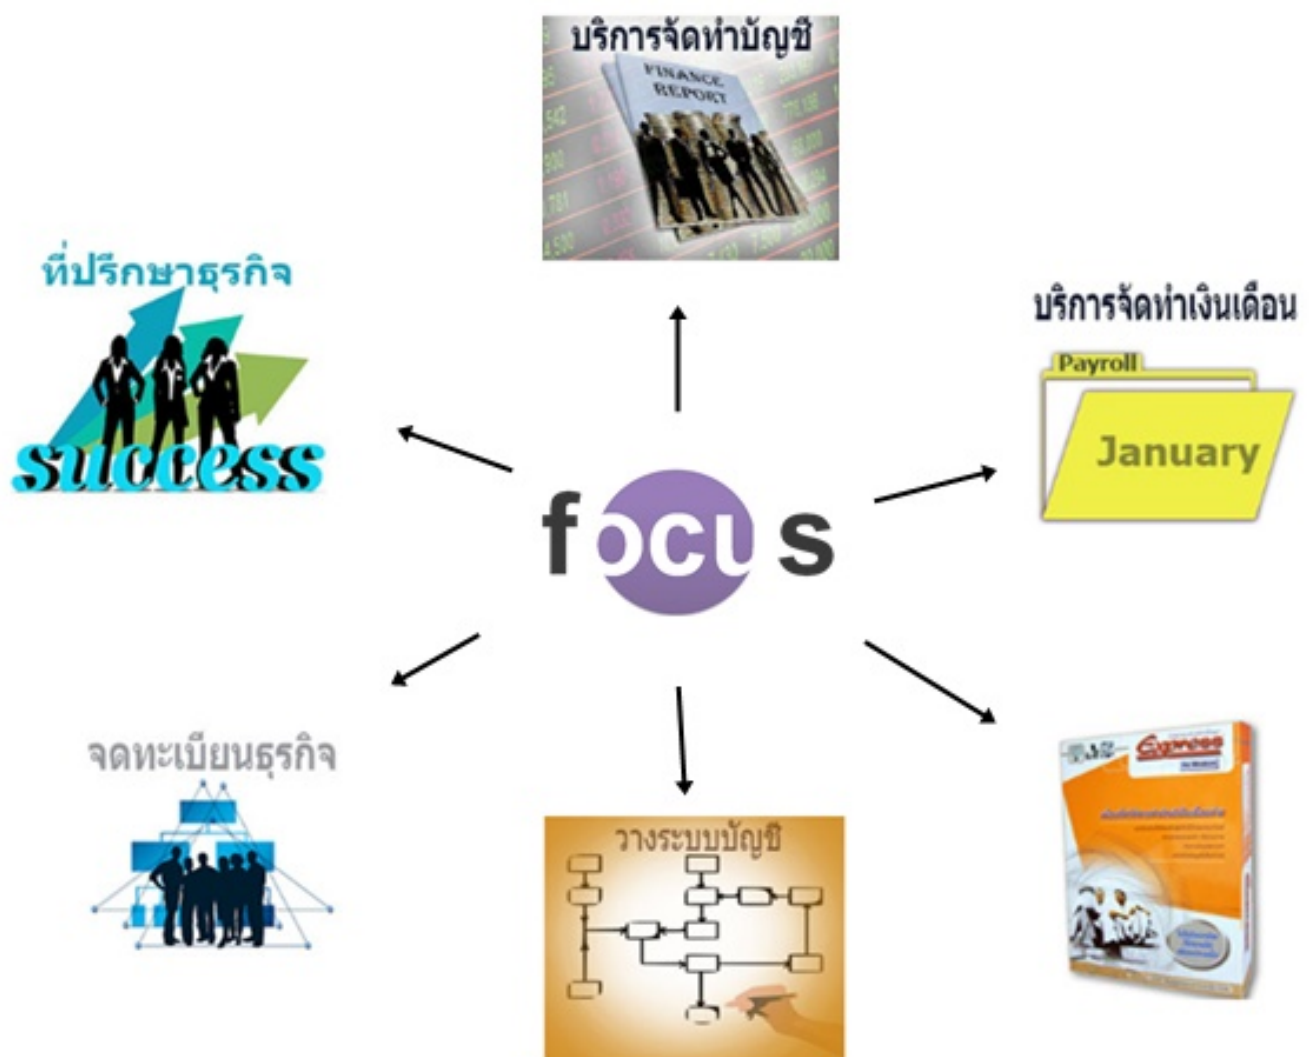 บริการจัดทำบัญชี
FINANCE
REPORT
ที่ปรึกษาธุรกิจ
success
บริการจัดทำเงินเดือน
Payroll
January
focus
จดทะเบียนธุรกิจ
วางระบบบัญชี
Express